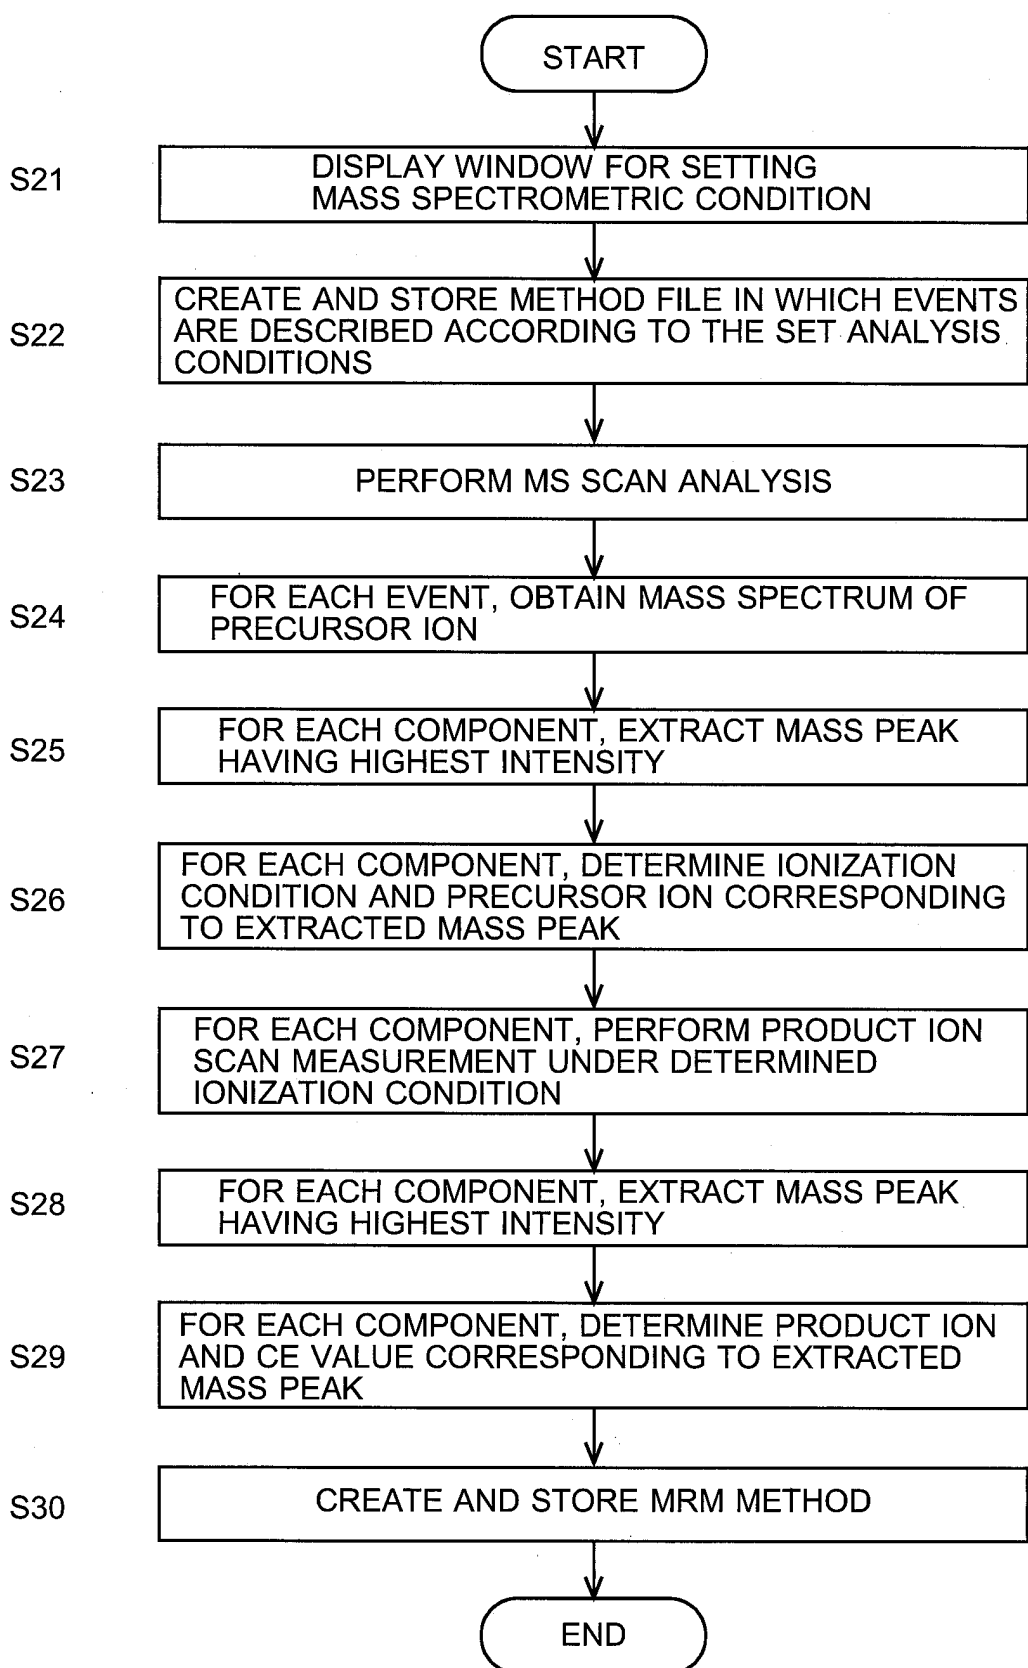 START
S21
DISPLAY WINDOW FOR SETTING
MASS SPECTROMETRIC CONDITION
S22
CREATE AND STORE METHOD FILE IN WHICH EVENTS
ARE DESCRIBED ACCORDING TO THE SET ANALYSIS
CONDITIONS
S23
PERFORM MS SCAN ANALYSIS
S24
FOR EACH EVENT, OBTAIN MASS SPECTRUM OF
PRECURSOR ION
S25
FOR EACH COMPONENT, EXTRACT MASS PEAK
HAVING HIGHEST INTENSITY
S26
FOR EACH COMPONENT, DETERMINE IONIZATION
CONDITION AND PRECURSOR ION CORRESPONDING
TO EXTRACTED MASS PEAK
S27
FOR EACH COMPONENT, PERFORM PRODUCT ION
SCAN MEASUREMENT UNDER DETERMINED
IONIZATION CONDITION
S28
FOR EACH COMPONENT, EXTRACT MASS PEAK
HAVING HIGHEST INTENSITY
S29
FOR EACH COMPONENT, DETERMINE PRODUCT ION
AND CE VALUE CORRESPONDING TO EXTRACTED
MASS PEAK
S30
CREATE AND STORE MRM METHOD
END